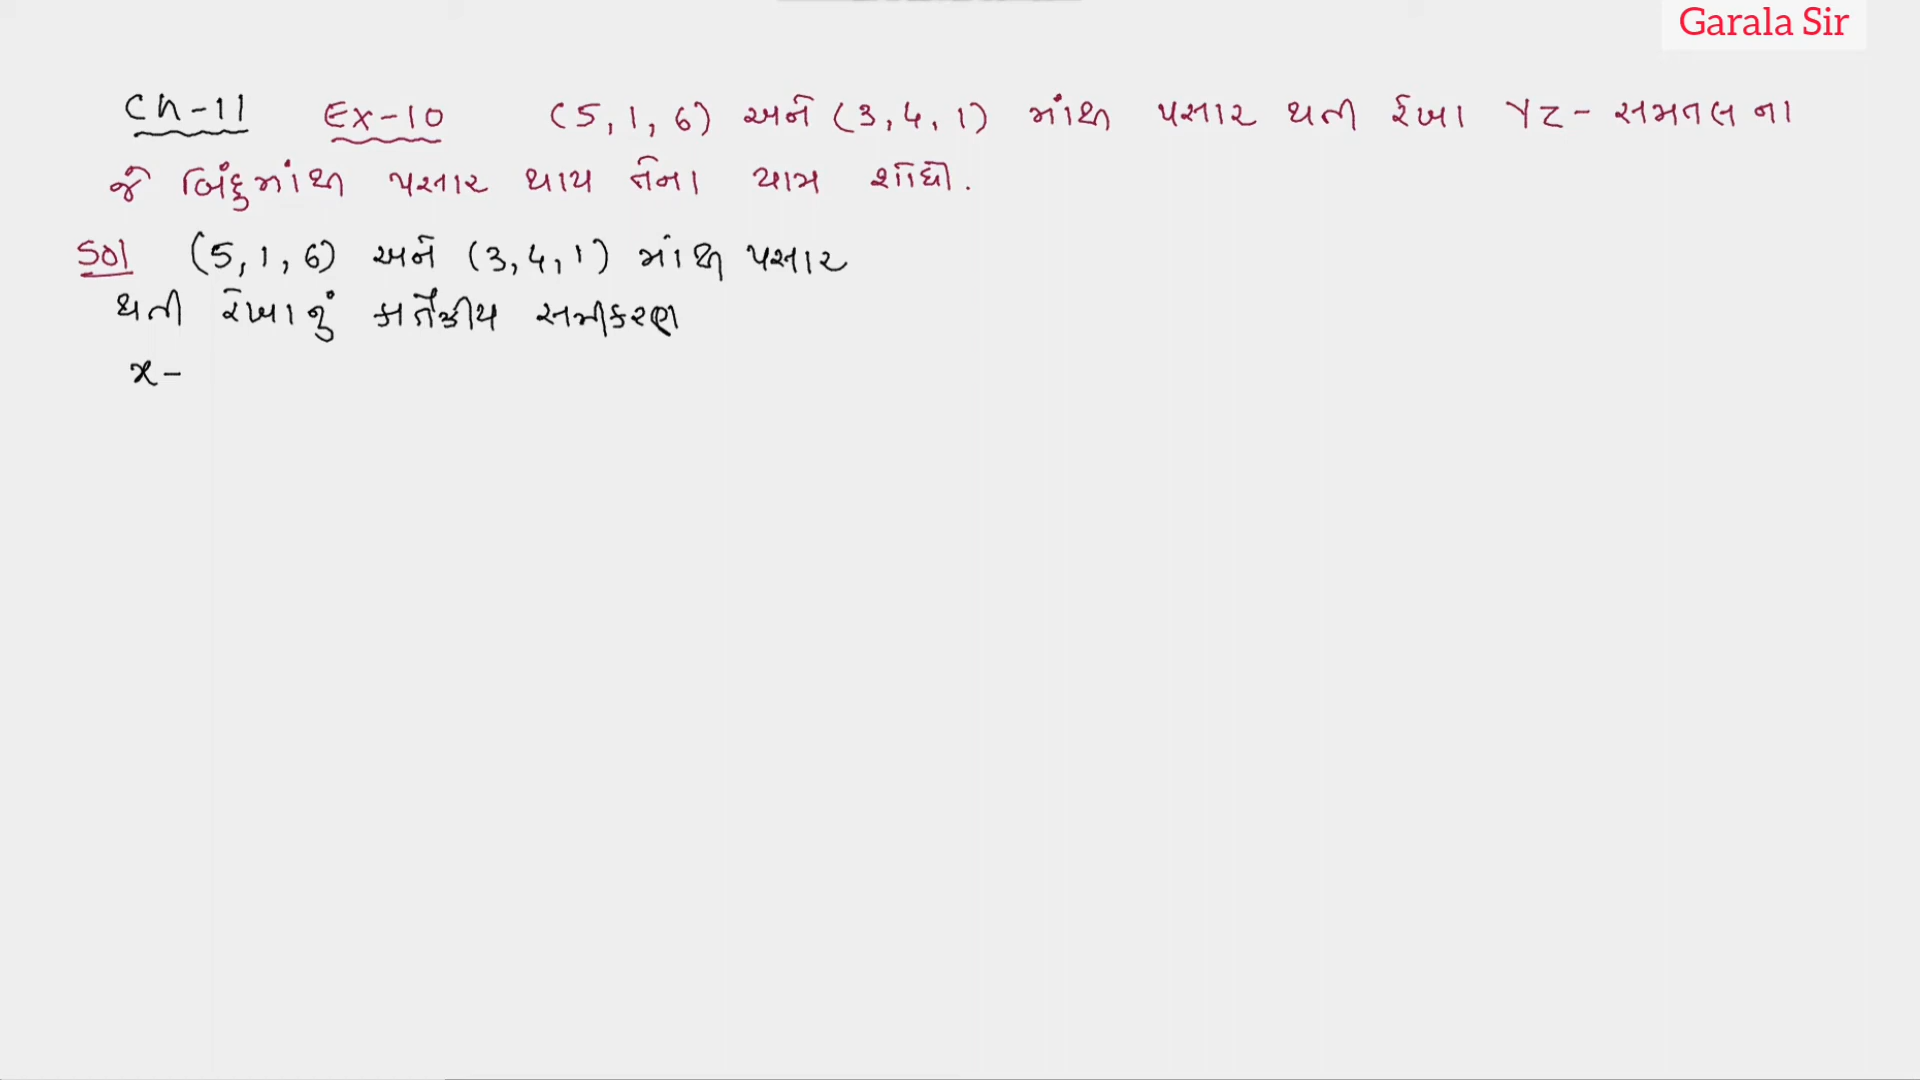 Garala Sir
Ch-11 Ex-10 (5, 1, 6) અને (3, 4, 1) માંથી પસાર થતી રેખા YZ- સમતલ ના
જે બિંદુમાંથી પસાર થાય તેના યામ શોધો.
Sol (5, 1, 6) અને (3, 4, 1) માંથી પસાર
થતી રેખાનું કાર્તેઝીય સમીકરણ
x -